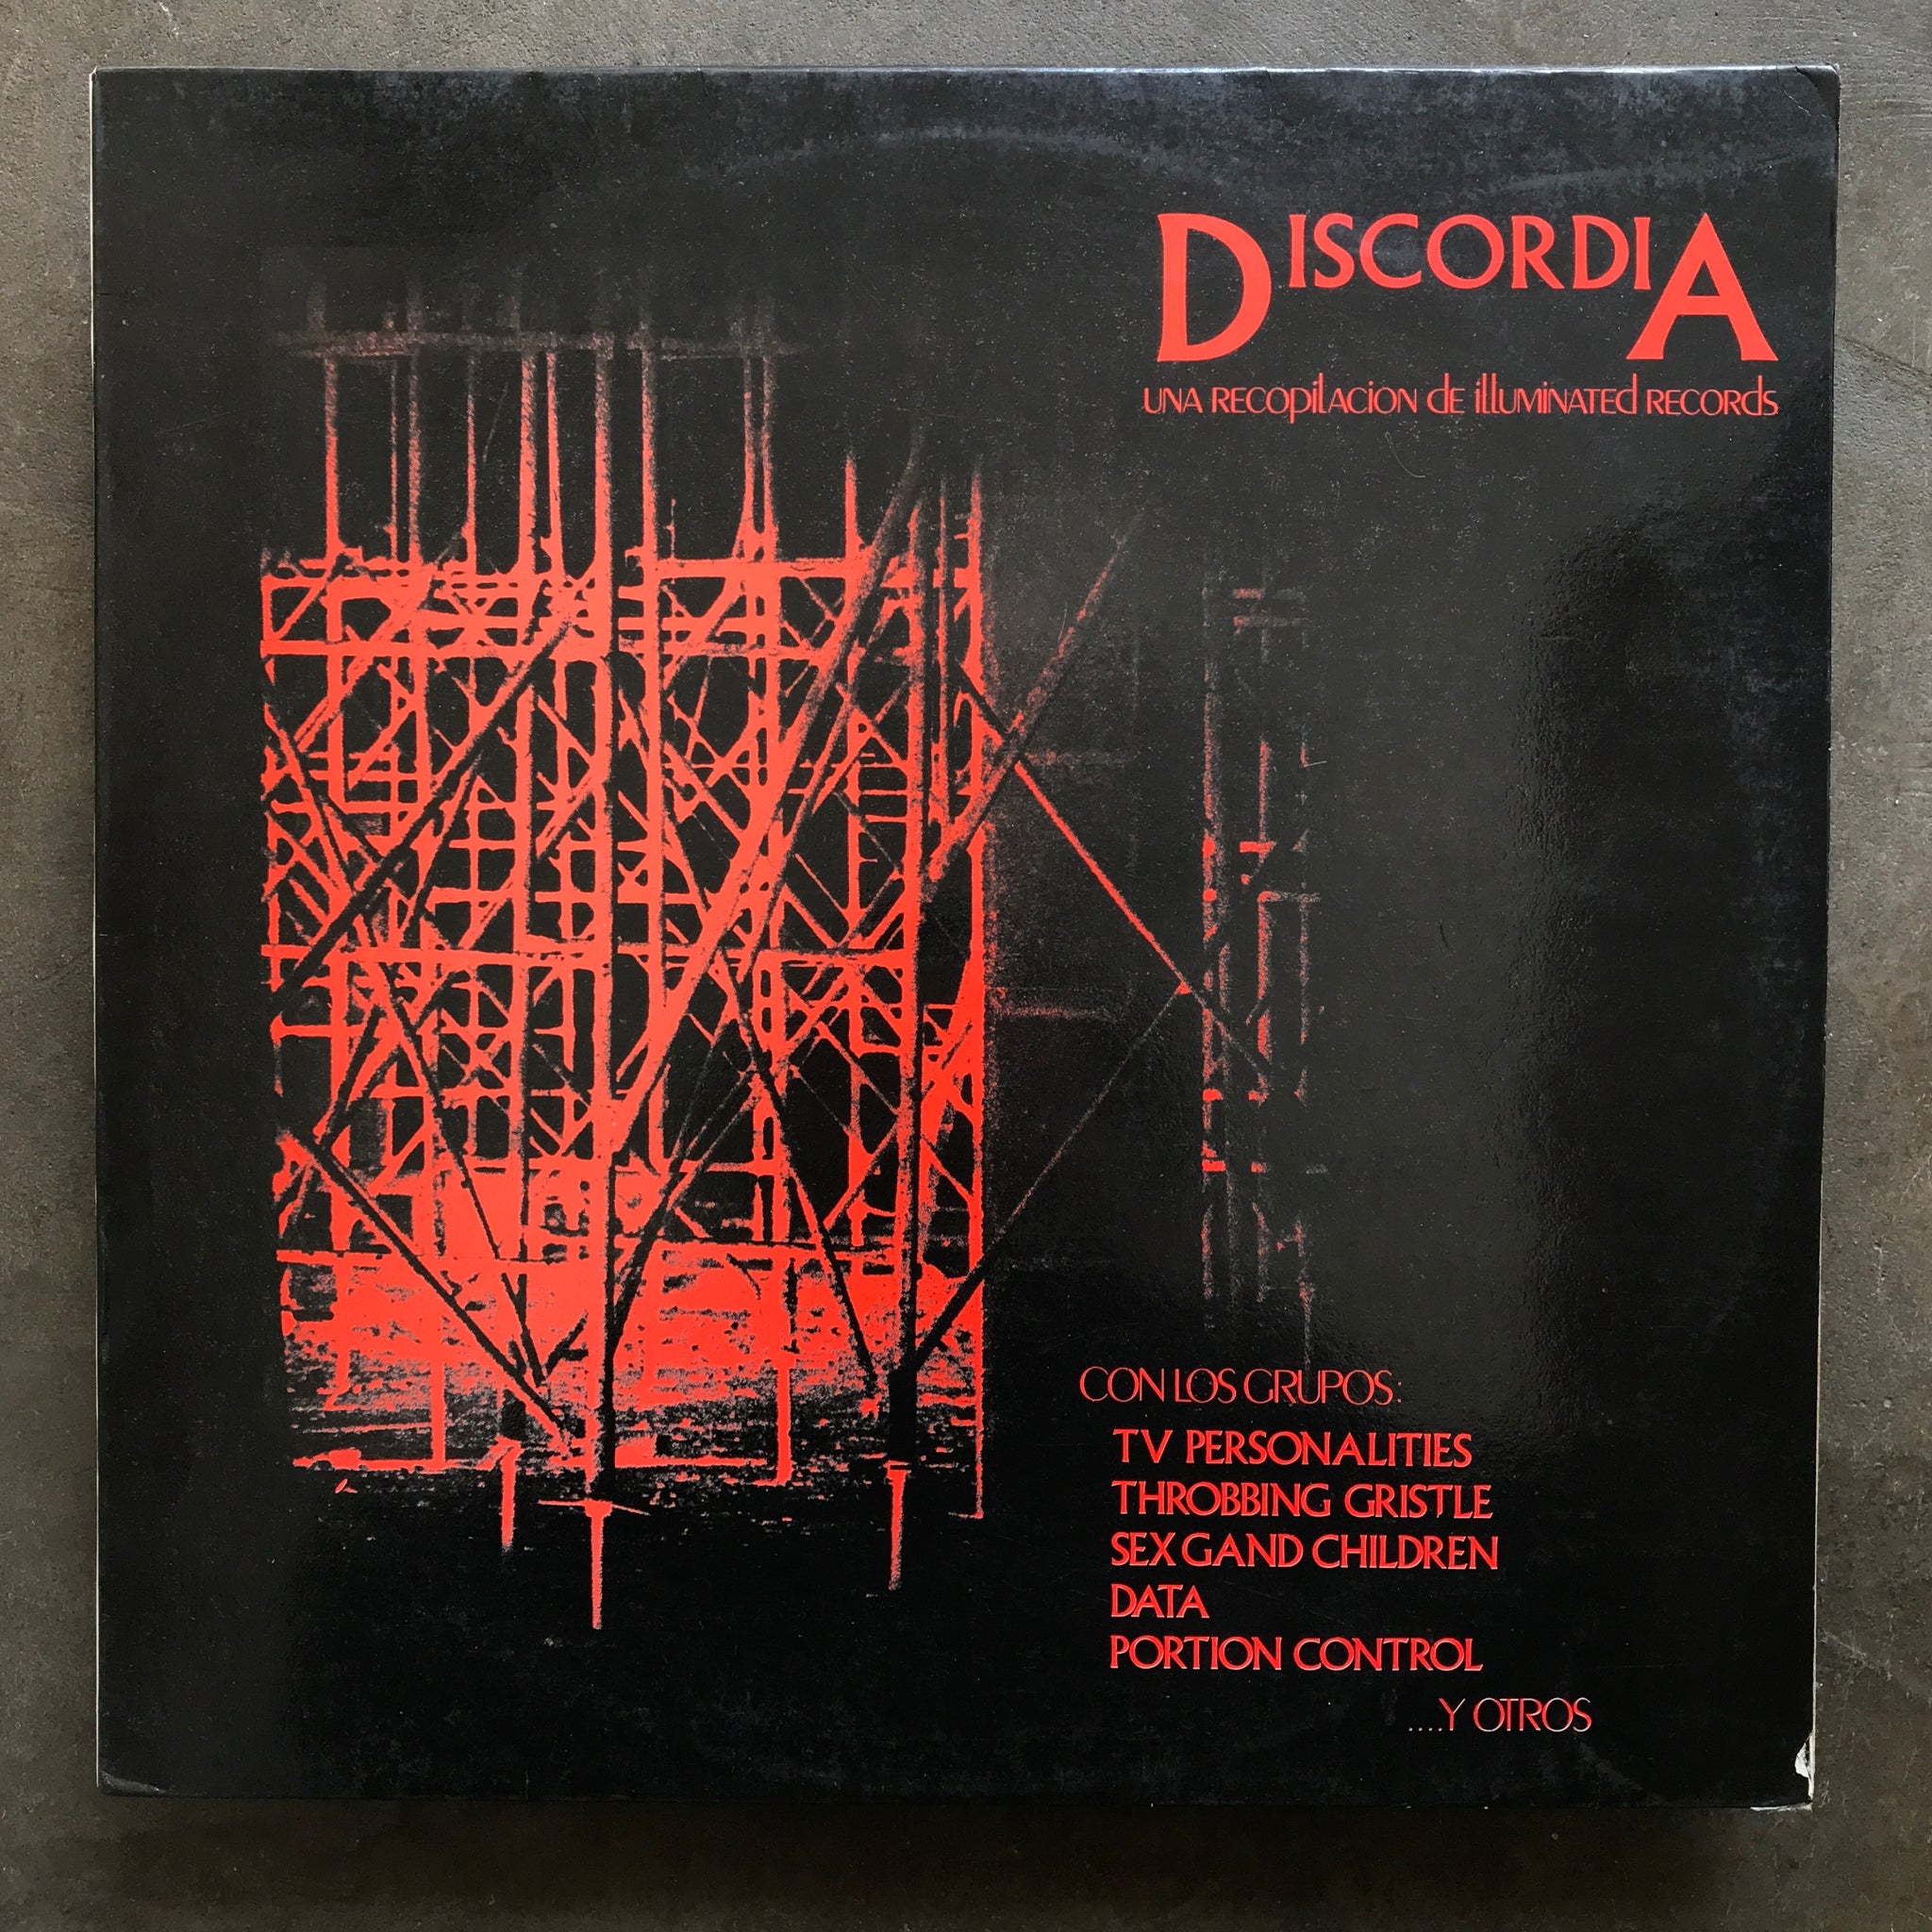 DISCORDIA
UNA RECOPILACION DE ILLUMINATED RECORDS
CON LOS GRUPOS:
TV PERSONALITIES
THROBBING GRISTLE
SEX GAND CHILDREN
DATA
PORTION CONTROL
....Y OTROS